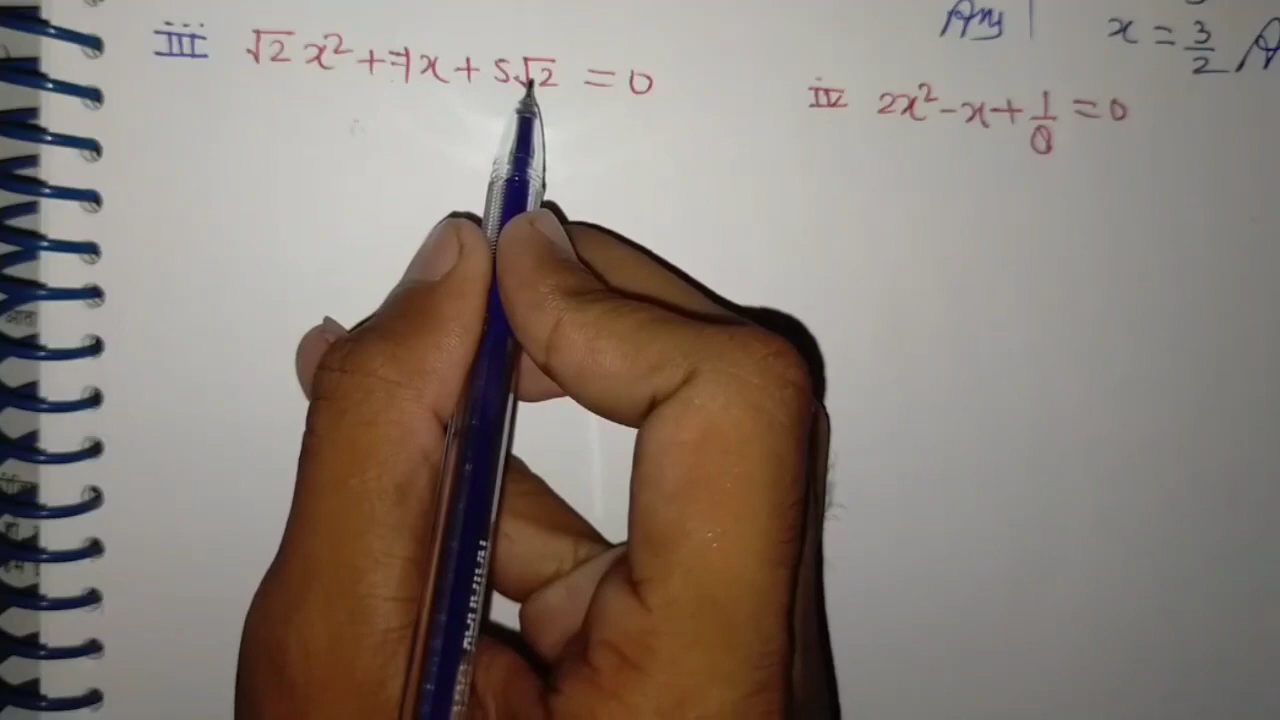 iii √2 x² + 7x + 5√2 = 0
Ans x = 3/2
iv 2x² - x + 1/8 = 0